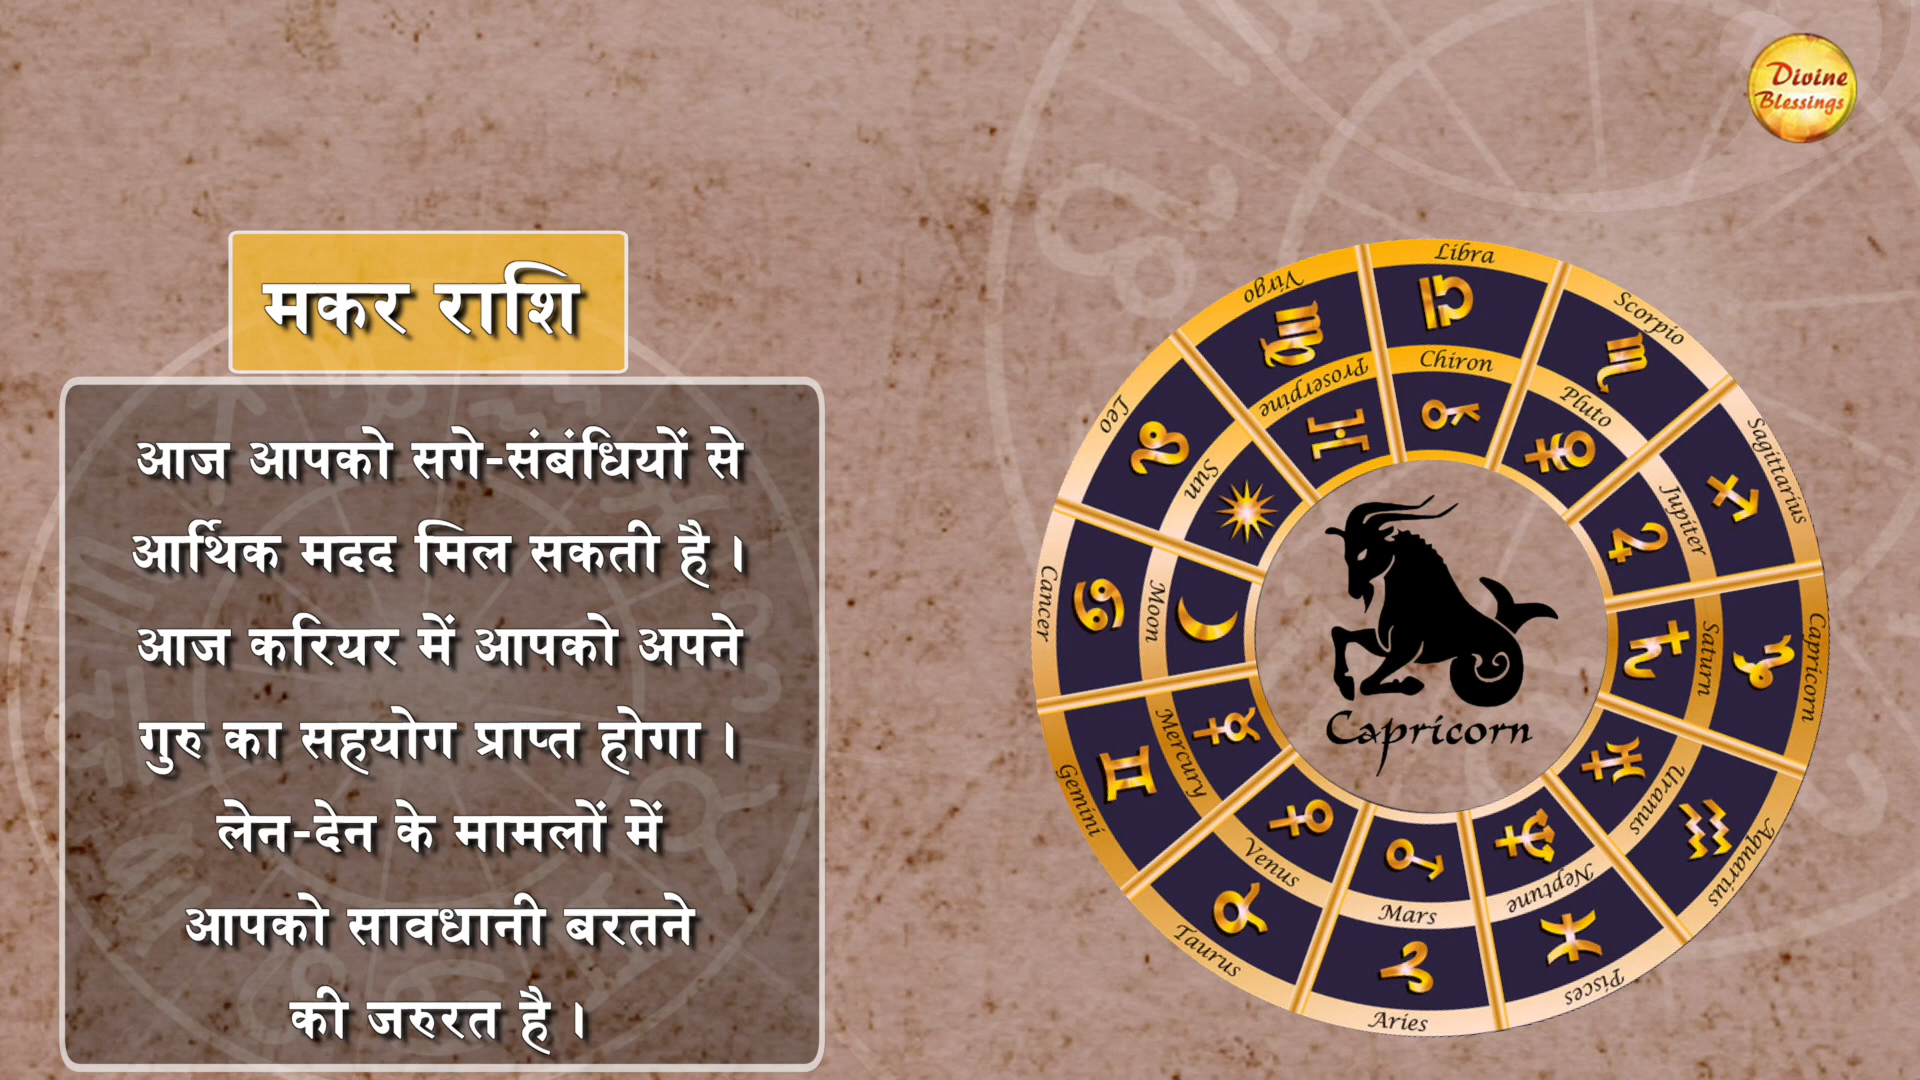 Divine
Blessings
मकर राशि
आज आपको सगे-संबंधियों से
आर्थिक मदद मिल सकती है ।
आज करियर में आपको अपने
गुरु का सहयोग प्राप्त होगा ।
लेन-देन के मामलों में
आपको सावधानी बरतने
की जरुरत है ।
Libra
Scorpio
Sagittarius
Capricorn
Aquarius
Pisces
Aries
Taurus
Gemini
Cancer
Leo
Virgo
Chiron
Pluto
Jupiter
Saturn
Uranus
Neptune
Mars
Venus
Mercury
Moon
Sun
Proserpine
Capricorn